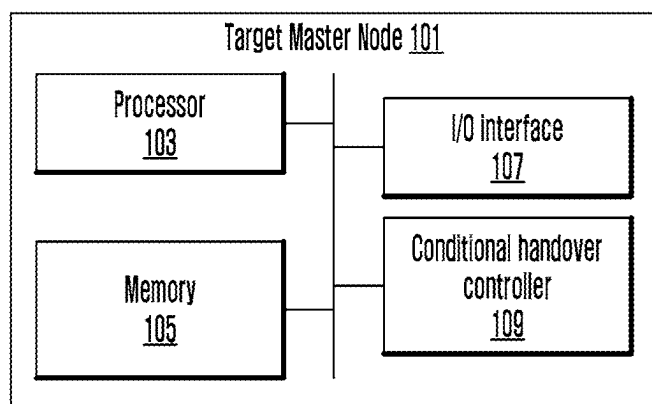 Target Master Node 101
Processor
103
I/O interface
107
Memory
105
Conditional handover
controller
109